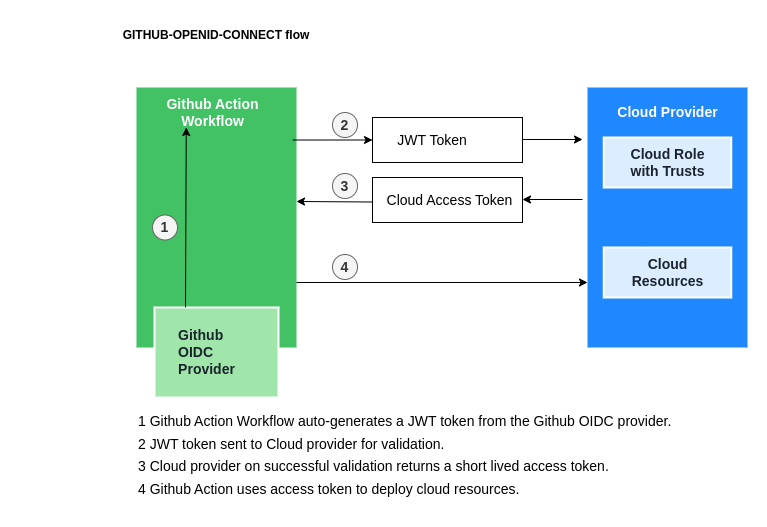 GITHUB-OPENID-CONNECT flow
Github Action
Workflow
Cloud Provider
2
JWT Token
Cloud Role
with Trusts
3
Cloud Access Token
1
4
Cloud
Resources
Github
OIDC
Provider
1 Github Action Workflow auto-generates a JWT token from the Github OIDC provider.
2 JWT token sent to Cloud provider for validation.
3 Cloud provider on successful validation returns a short lived access token.
4 Github Action uses access token to deploy cloud resources.